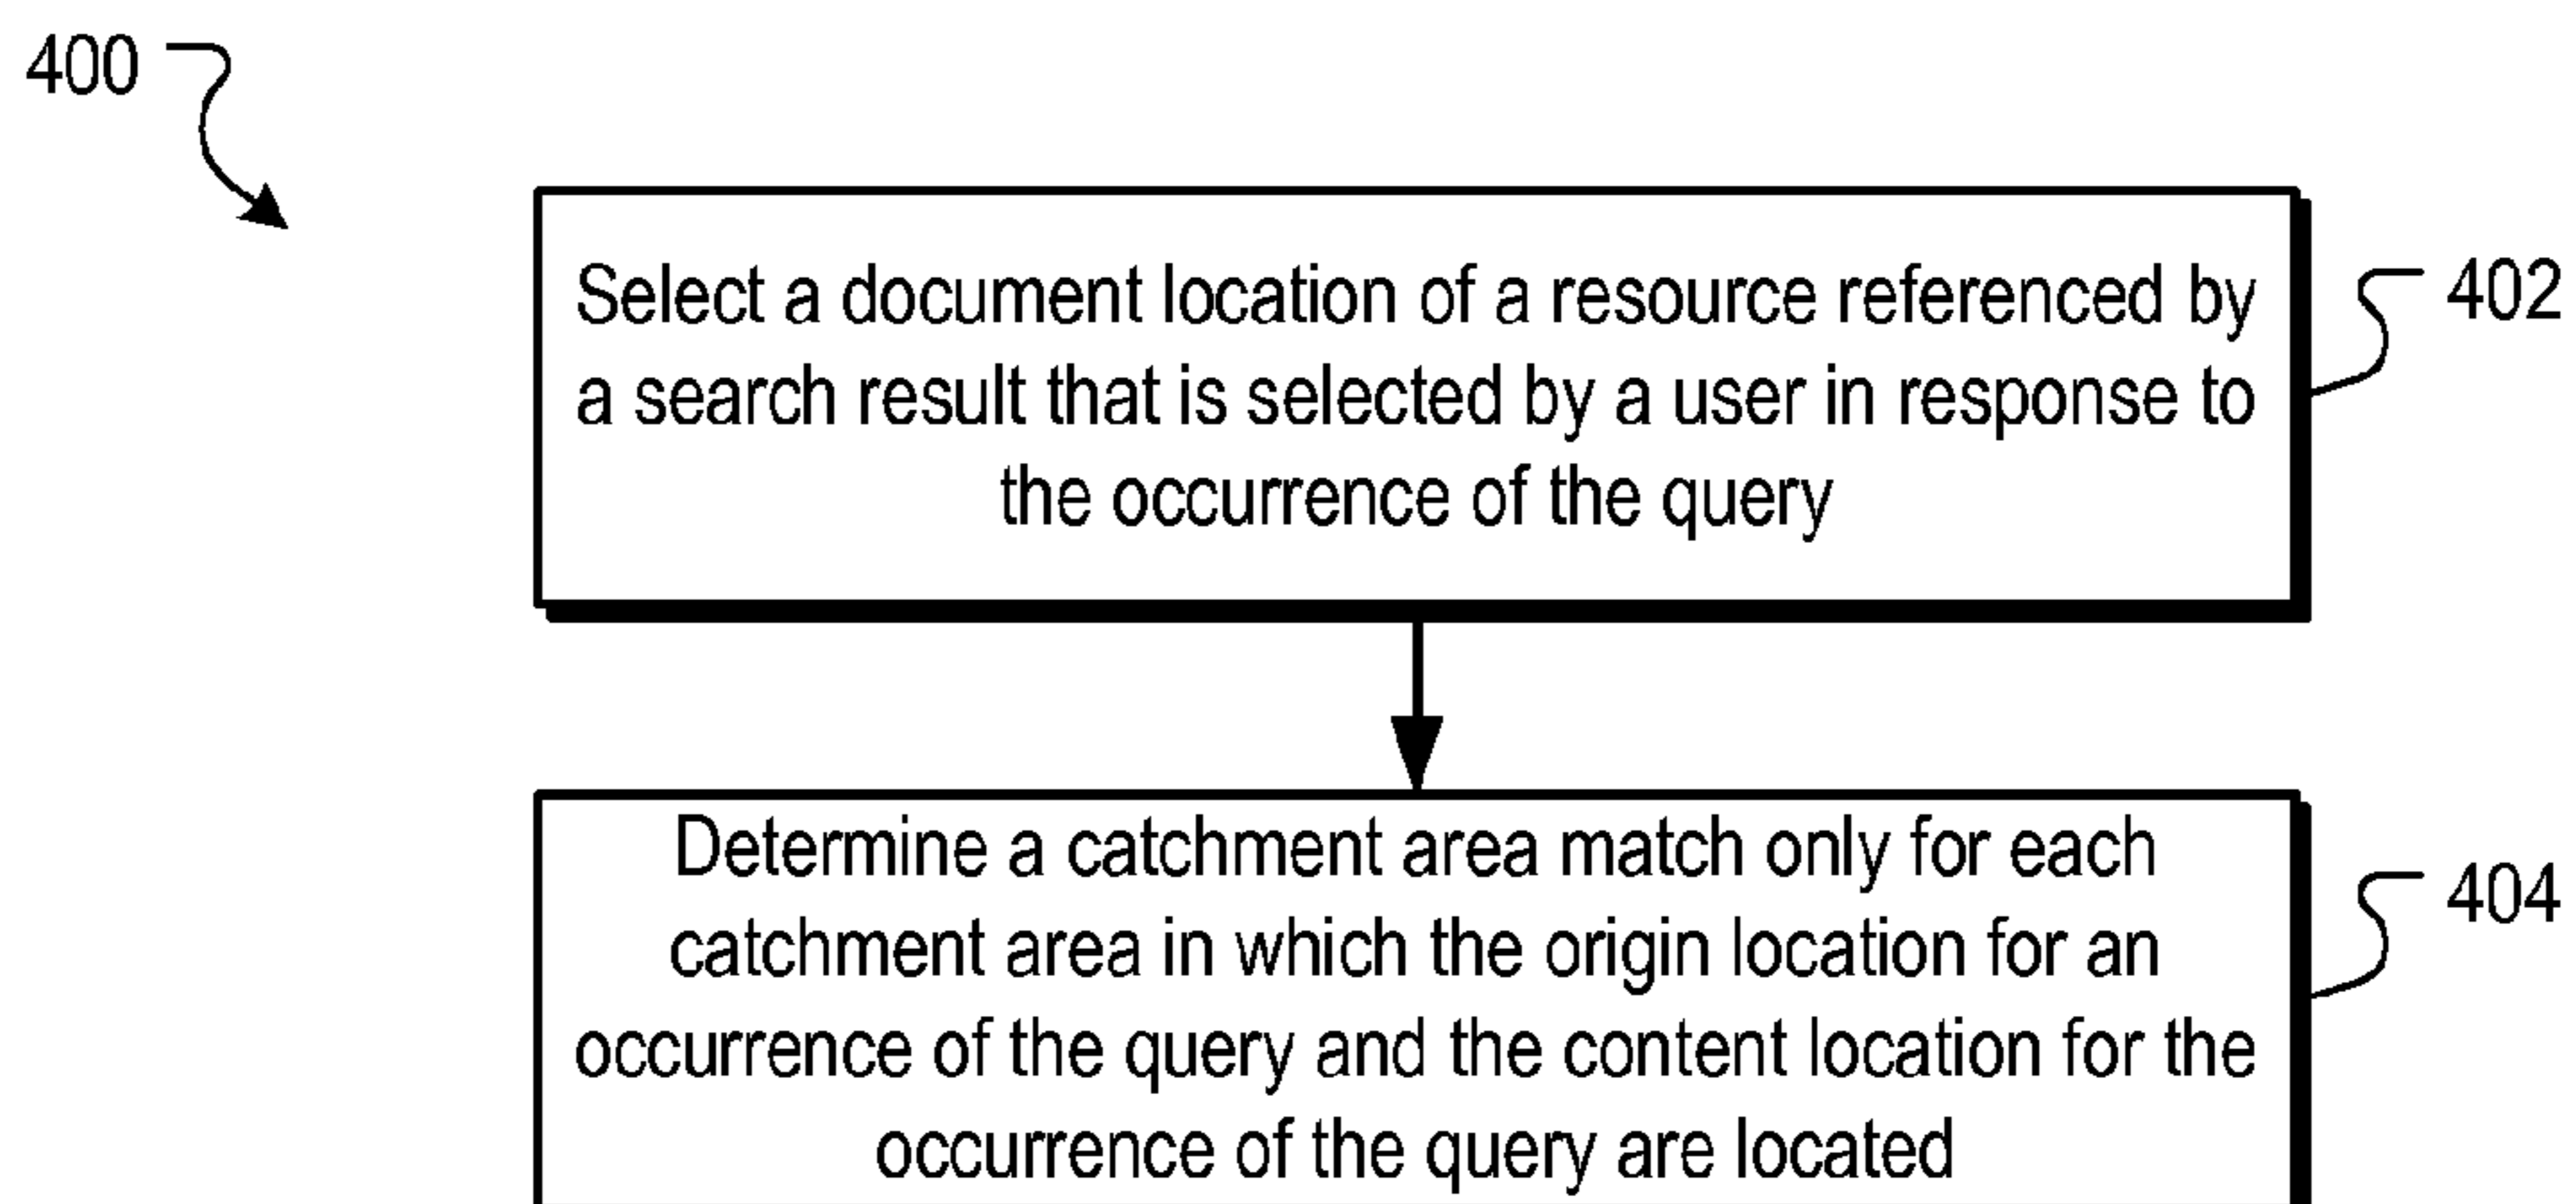 400
Select a document location of a resource referenced by
a search result that is selected by a user in response to
the occurrence of the query
402
Determine a catchment area match only for each
catchment area in which the origin location for an
occurrence of the query and the content location for the
occurrence of the query are located
404